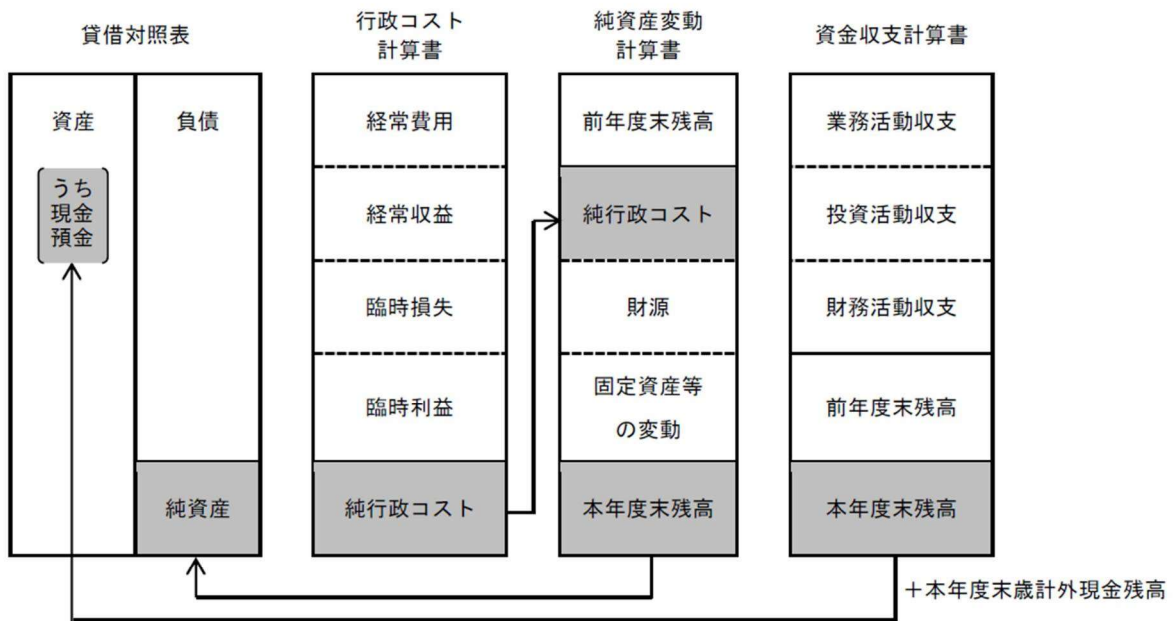 貸借対照表
資産
うち
現金
預金
負債
純資産
行政コスト
計算書
経常費用
経常収益
臨時損失
臨時利益
純行政コスト
純資産変動
計算書
前年度末残高
純行政コスト
財源
固定資産等
の変動
本年度末残高
資金収支計算書
業務活動収支
投資活動収支
財務活動収支
前年度末残高
本年度末残高
＋本年度末歳計外現金残高